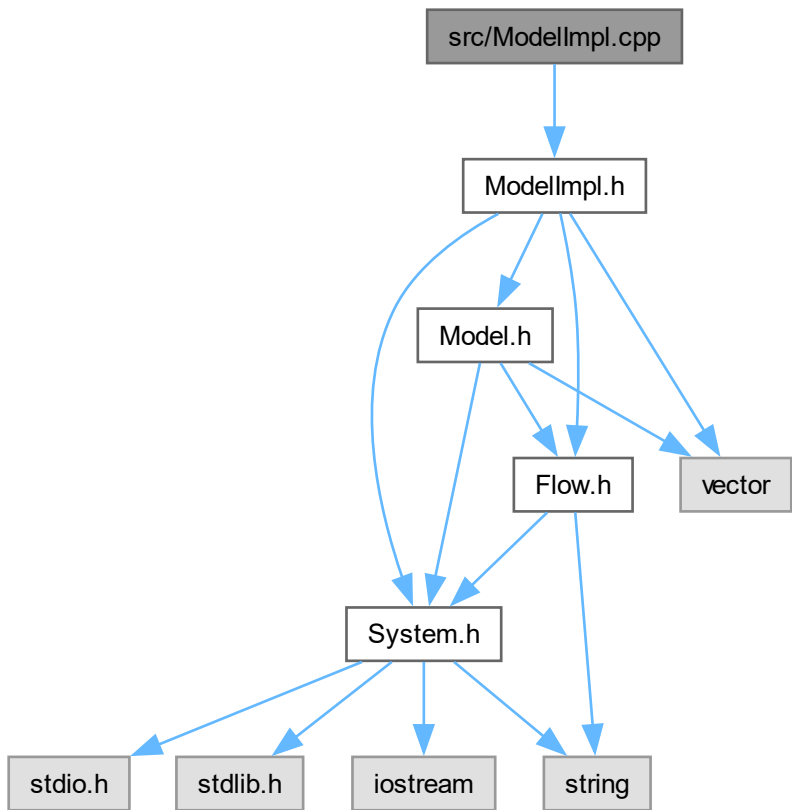 src/ModelImpl.cpp
ModelImpl.h
Model.h
Flow.h
vector
System.h
stdio.h
stdlib.h
iostream
string